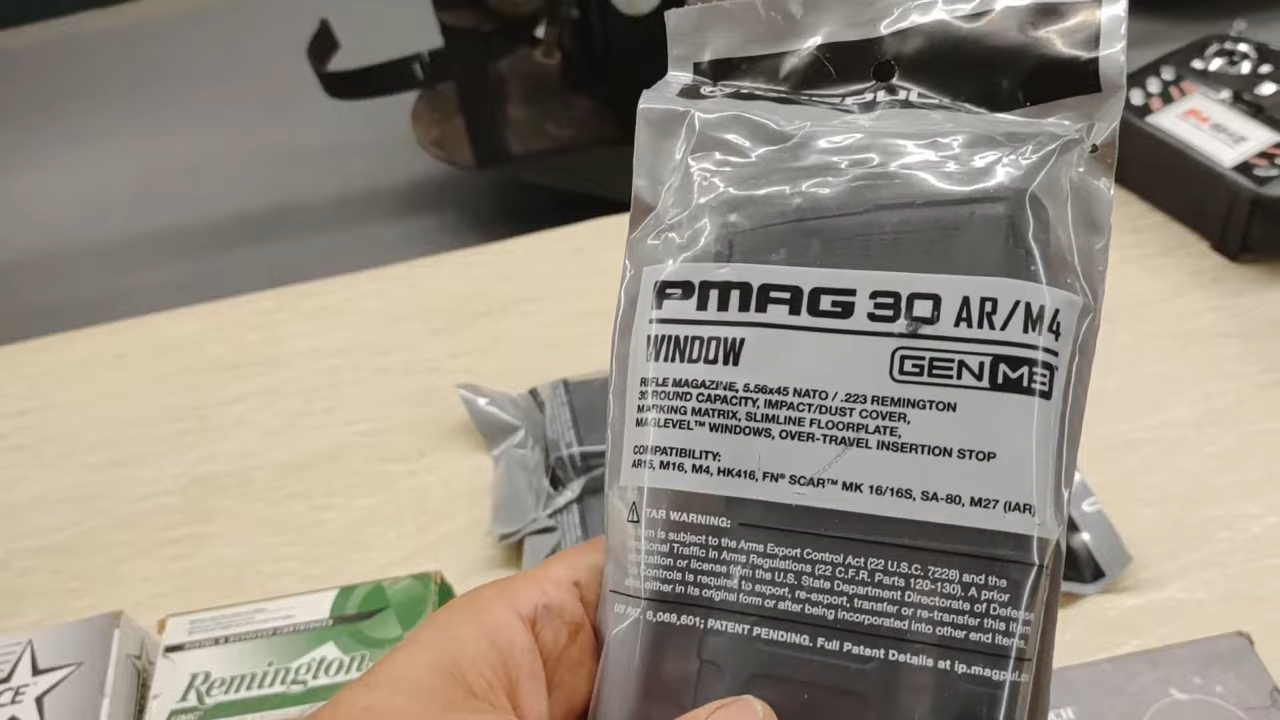 PMAG 30 AR/M4
WINDOW
GEN M3
RIFLE MAGAZINE, 5.56x45 NATO / .223 REMINGTON
30 ROUND CAPACITY, IMPACT/DUST COVER,
MARKING MATRIX, SLIMLINE FLOORPLATE,
MAGLEVEL™ WINDOWS, OVER-TRAVEL INSERTION STOP
COMPATIBILITY:
AR15, M16, M4, HK416, FN® SCAR™ MK 16/16S, SA-80, M27 (IAR)
TAR WARNING:
is subject to the Arms Export Control Act (22 U.S.C. 7228) and the
Traffic in Arms Regulations (22 C.F.R. Parts 120-130). A prior
or license from the U.S. State Department Directorate of Defense
Controls is required to export, re-export, transfer or re-transfer this item
either in its original form or after being incorporated into other end items.
US PAT. 8,069,601; PATENT PENDING. Full Patent Details at ip.magpul.c
Remington